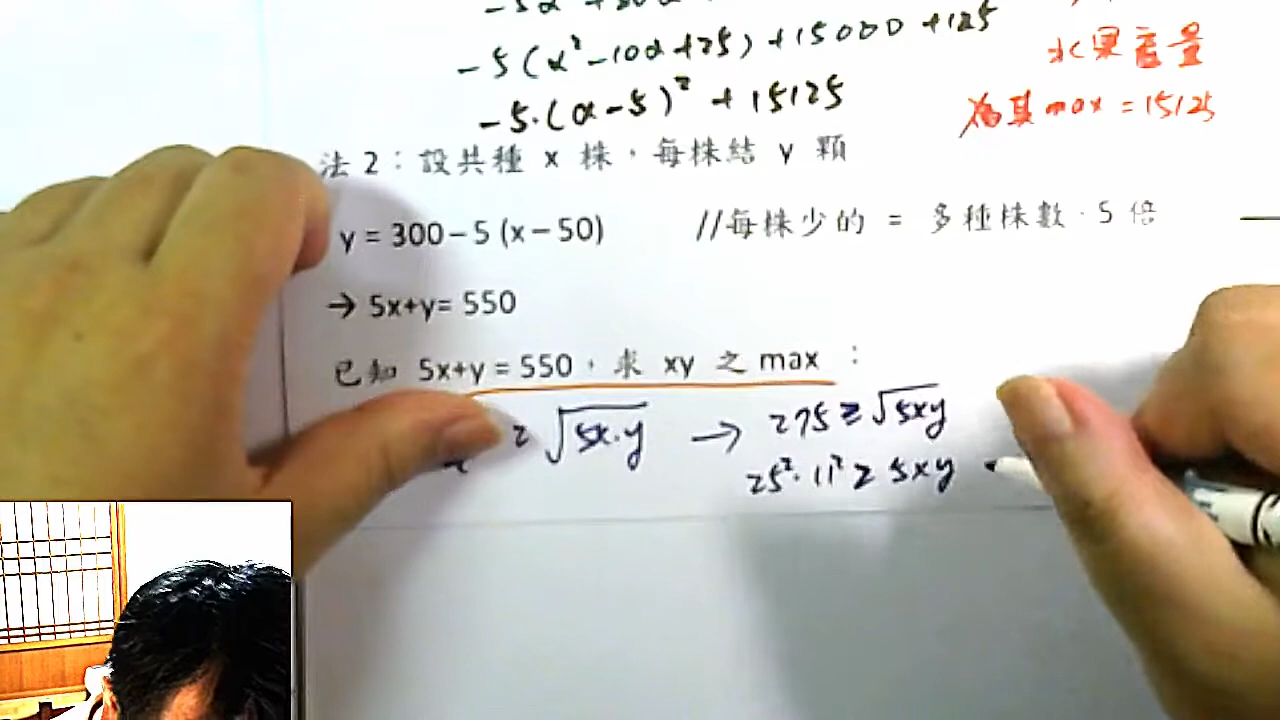 -5(x²-10x+25)+15000+125
水果產量
-5·(x-5)²+15125
為其max=15125
法2:設共種 x 株,每株結 y 顆
y = 300-5 (x-50) //每株少的 = 多種株數·5 倍
→ 5x+y= 550
已知 5x+y = 550,求 xy 之 max :
≥ √5x·y → 275 ≥ √5xy
25²·11² ≥ 5xy